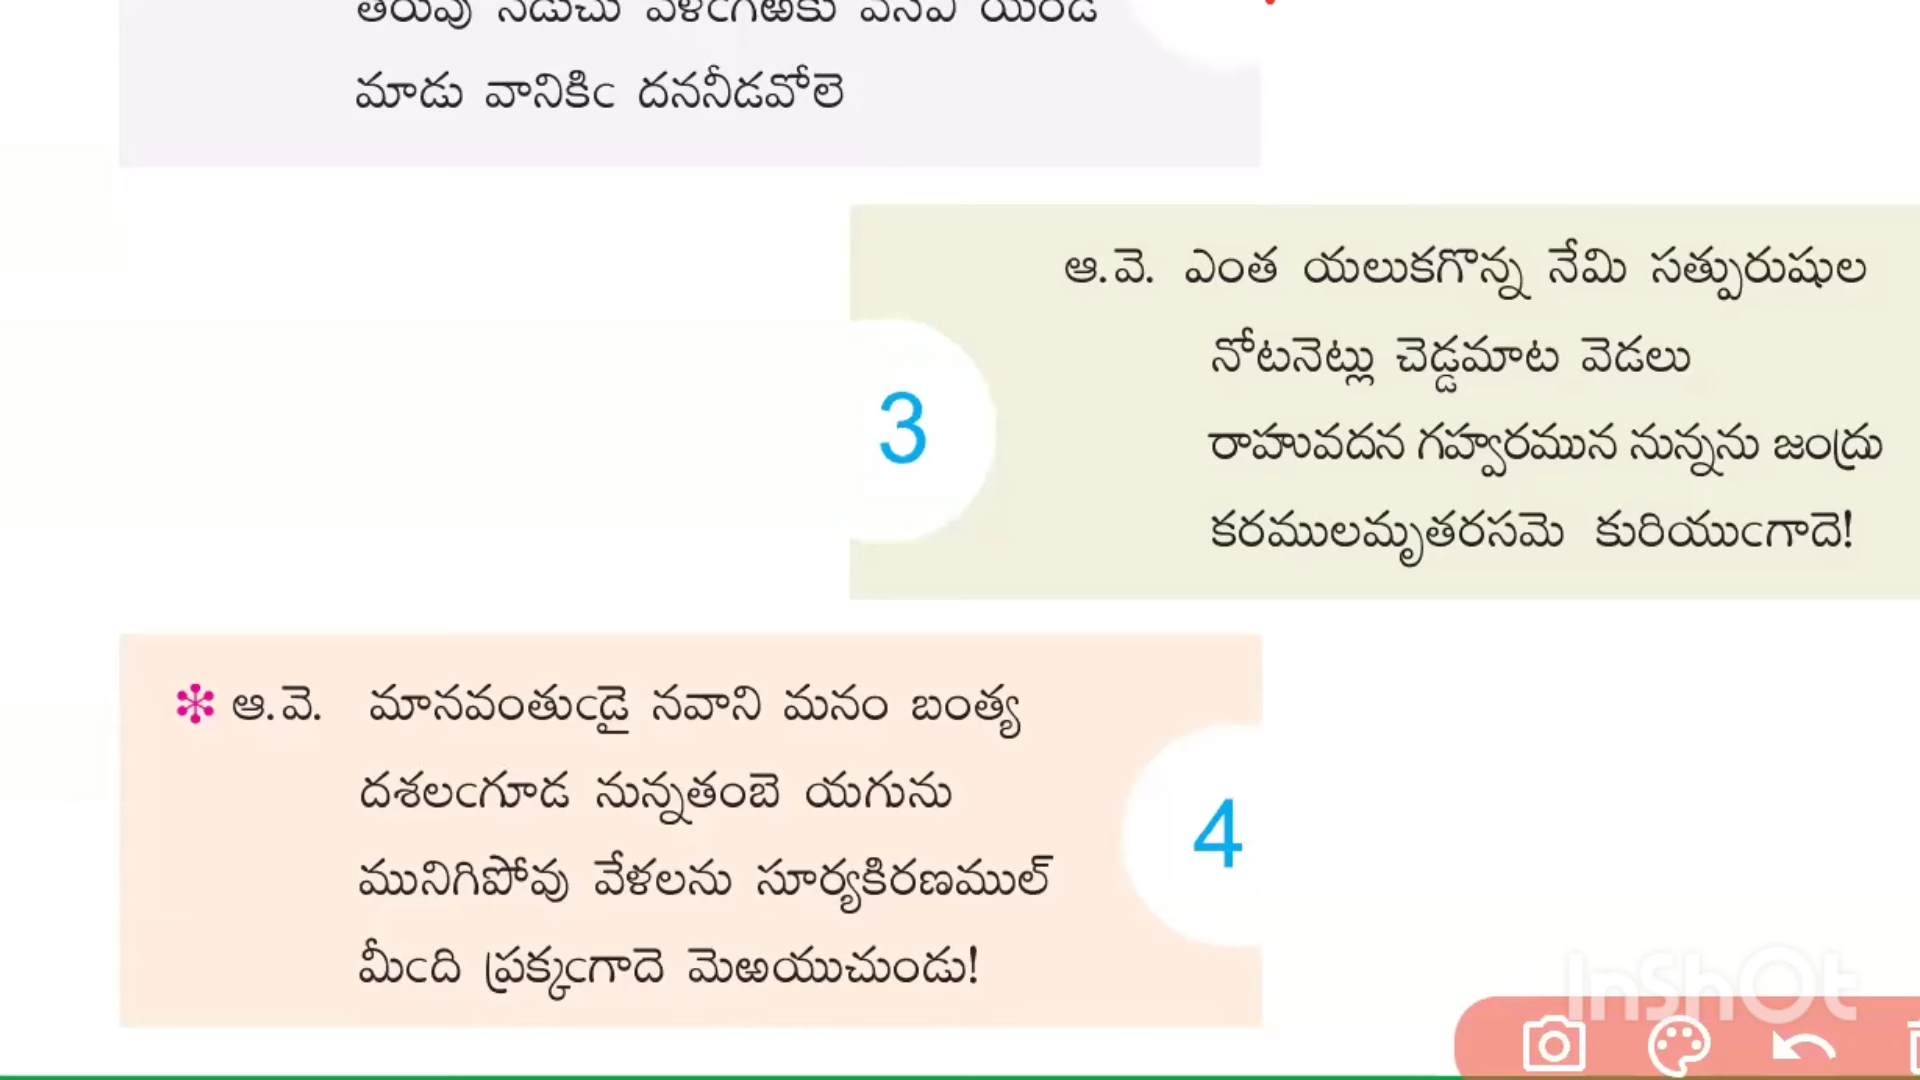 మాడు వానికిఁ దననీడవోలె
ఆ.వె. ఎంత యలుకగొన్న నేమి సత్పురుషుల
నోటనెట్లు చెడ్డమాట వెడలు
రాహువదన గహ్వరమున నున్నను జంద్రు
3
కరములమృతరసమె కురియుఁగాదె!
ఆ.వె. మానవంతుఁడై నవాని మనం బంత్య
దశలఁగూడ నున్నతంబె యగును
4
మునిగిపోవు వేళలను సూర్యకిరణముల్
మీఁది ప్రక్కఁగాదె మెఱయుచుండు!
InShOt